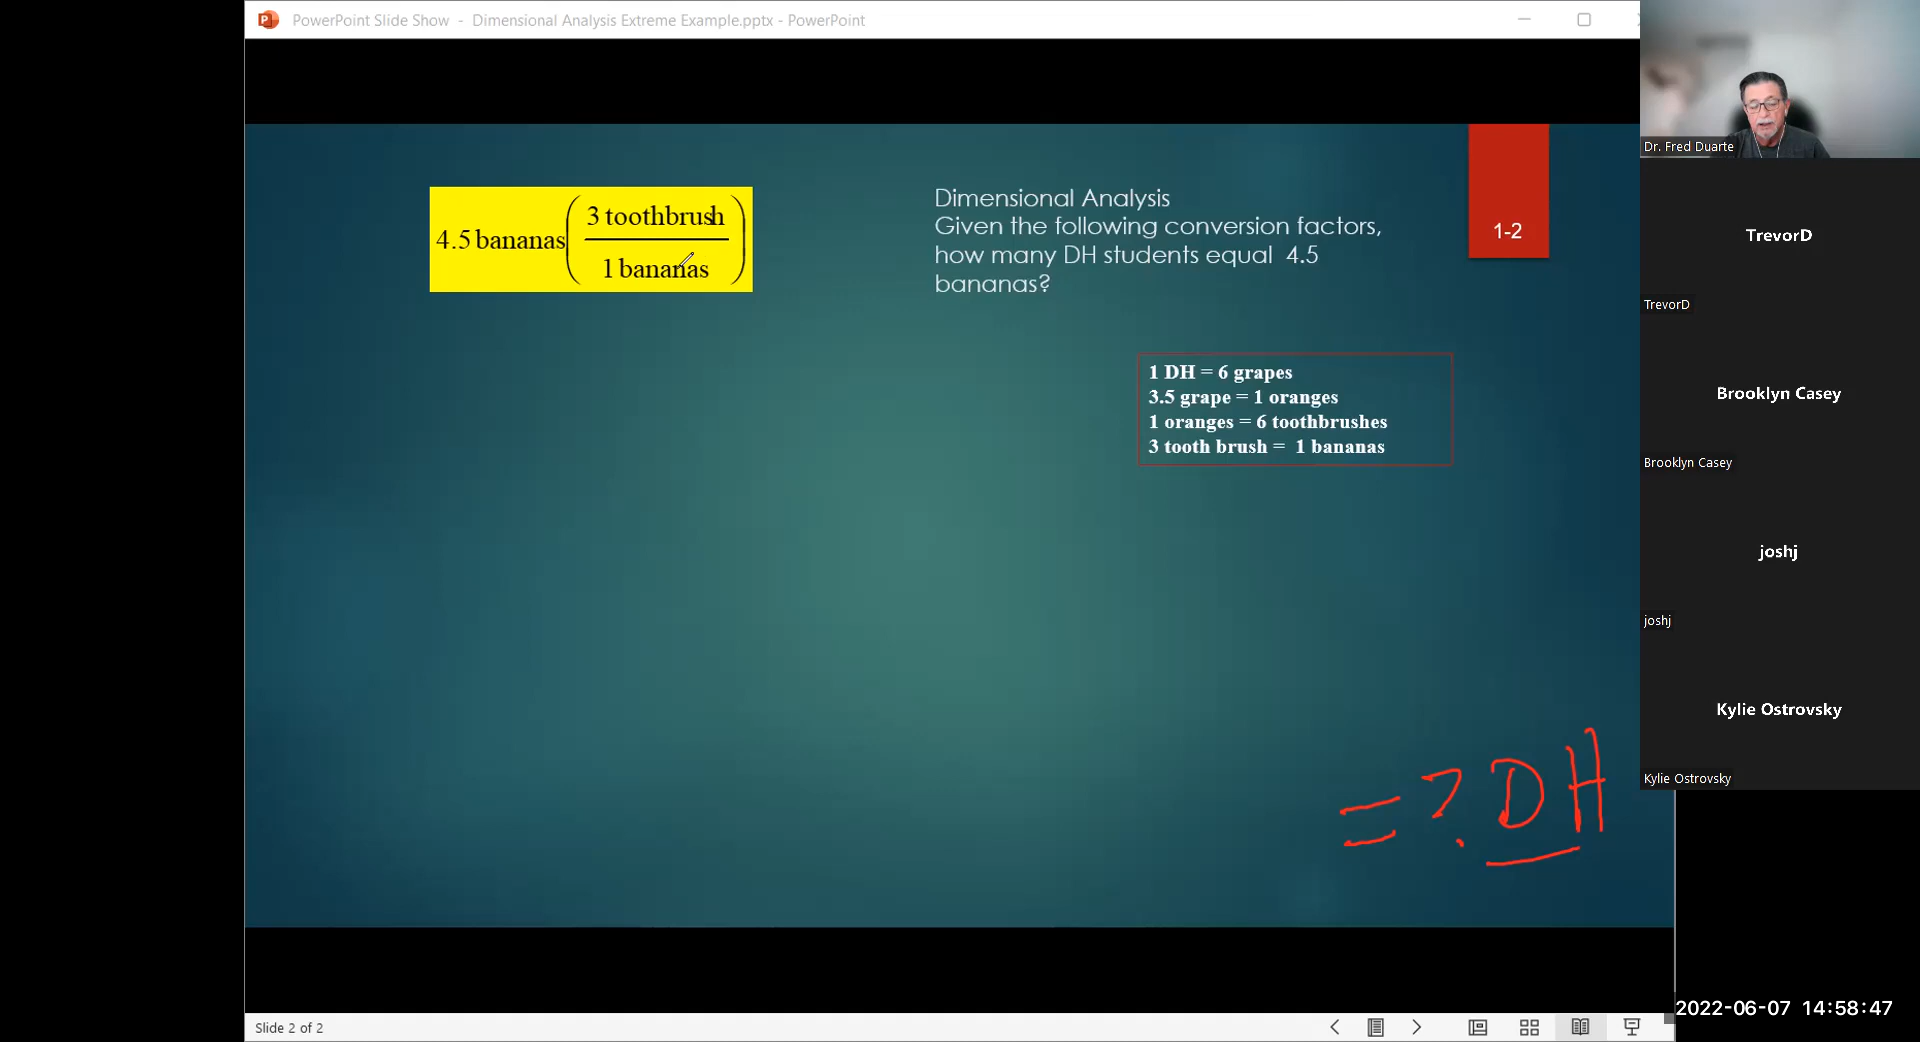 PowerPoint Slide Show - Dimensional Analysis Extreme Example.pptx - PowerPoint
4.5 bananas( 3 toothbrush
1 bananas )
Dimensional Analysis
Given the following conversion factors,
how many DH students equal 4.5
bananas?
1-2
1 DH = 6 grapes
3.5 grape = 1 oranges
1 oranges = 6 toothbrushes
3 tooth brush = 1 bananas
= ? DH
Dr. Fred Duarte
TrevorD
TrevorD
Brooklyn Casey
Brooklyn Casey
joshj
joshj
Kylie Ostrovsky
Kylie Ostrovsky
2022-06-07 14:58:47
Slide 2 of 2